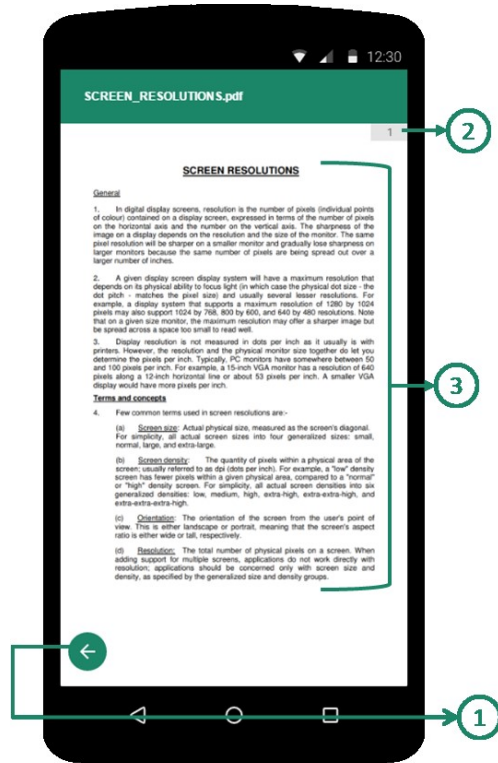 12:30
SCREEN_RESOLUTIONS.pdf
1
2
SCREEN RESOLUTIONS
General
1. In digital display screens, resolution is the number of pixels (individual points
of colour) contained on a display screen, expressed in terms of the number of pixels
on the horizontal axis and the number on the vertical axis. The sharpness of the
image on a display depends on the resolution and the size of the monitor. The same
pixel resolution will be sharper on a smaller monitor and gradually lose sharpness on
larger monitors because the same number of pixels are being spread out over a
larger number of inches.
2. A given display screen display system will have a maximum resolution that
depends on its physical ability to focus light (in which case the physical dot size - the
dot pitch - matches the pixel size) and usually several lesser resolutions. For
example, a display system that supports a maximum resolution of 1280 by 1024
pixels may also support 1024 by 768, 800 by 600, and 640 by 480 resolutions. Note
that on a given size monitor, the maximum resolution may offer a sharper image but
be spread across a space too small to read well.
3. Display resolution is not measured in dots per inch as it usually is with
printers. However, the resolution and the physical monitor size together do let you
determine the pixels per inch. Typically, PC monitors have somewhere between 50
and 100 pixels per inch. For example, a 15-inch VGA monitor has a resolution of 640
pixels along a 12-inch horizontal line or about 53 pixels per inch. A smaller VGA
display would have more pixels per inch.
3
Terms and concepts
4. Few common terms used in screen resolutions are:-
(a) Screen size: Actual physical size, measured as the screen's diagonal.
For simplicity, all actual screen sizes into four generalized sizes: small,
normal, large, and extra-large.
(b) Screen density: The quantity of pixels within a physical area of the
screen; usually referred to as dpi (dots per inch). For example, a "low" density
screen has fewer pixels within a given physical area, compared to a "normal"
or "high" density screen. For simplicity, all actual screen densities into six
generalized densities: low, medium, high, extra-high, extra-extra-high, and
extra-extra-extra-high.
(c) Orientation: The orientation of the screen from the user's point of
view. This is either landscape or portrait, meaning that the screen's aspect
ratio is either wide or tall, respectively.
(d) Resolution: The total number of physical pixels on a screen. When
adding support for multiple screens, applications do not work directly with
resolution; applications should be concerned only with screen size and
density, as specified by the generalized size and density groups.
1